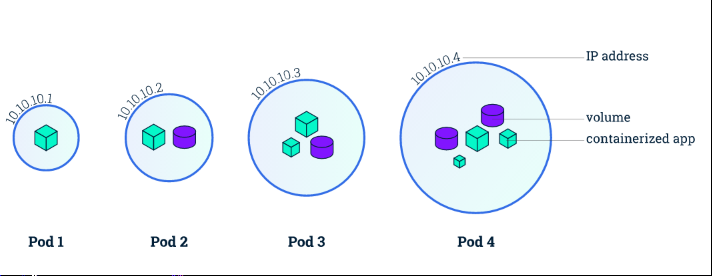 10.10.10.1
10.10.10.2
10.10.10.3
10.10.10.4
IP address
volume
containerized app
Pod 1
Pod 2
Pod 3
Pod 4